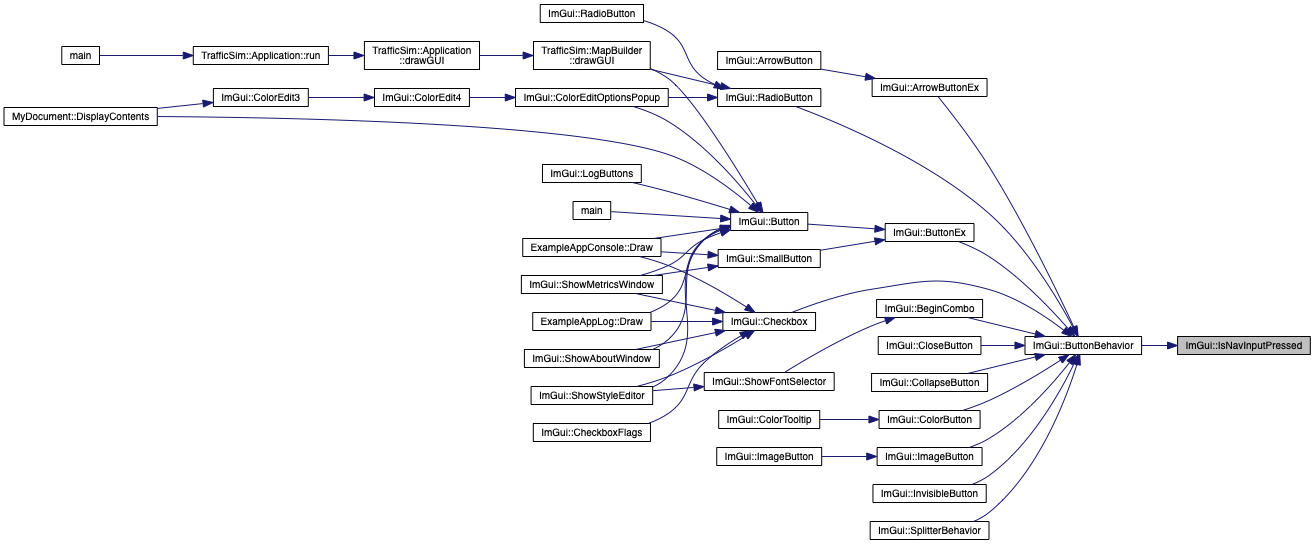 ImGui::RadioButton
main
TrafficSim::Application::run
TrafficSim::Application
::drawGUI
TrafficSim::MapBuilder
::drawGUI
ImGui::ArrowButton
ImGui::ArrowButtonEx
MyDocument::DisplayContents
ImGui::ColorEdit3
ImGui::ColorEdit4
ImGui::ColorEditOptionsPopup
ImGui::RadioButton
ImGui::LogButtons
main
ImGui::Button
ImGui::ButtonEx
ExampleAppConsole::Draw
ImGui::SmallButton
ImGui::ShowMetricsWindow
ImGui::BeginCombo
ExampleAppLog::Draw
ImGui::Checkbox
ImGui::CloseButton
ImGui::ButtonBehavior
ImGui::IsNavInputPressed
ImGui::ShowAboutWindow
ImGui::ShowFontSelector
ImGui::CollapseButton
ImGui::ShowStyleEditor
ImGui::ColorTooltip
ImGui::ColorButton
ImGui::CheckboxFlags
ImGui::ImageButton
ImGui::ImageButton
ImGui::InvisibleButton
ImGui::SplitterBehavior